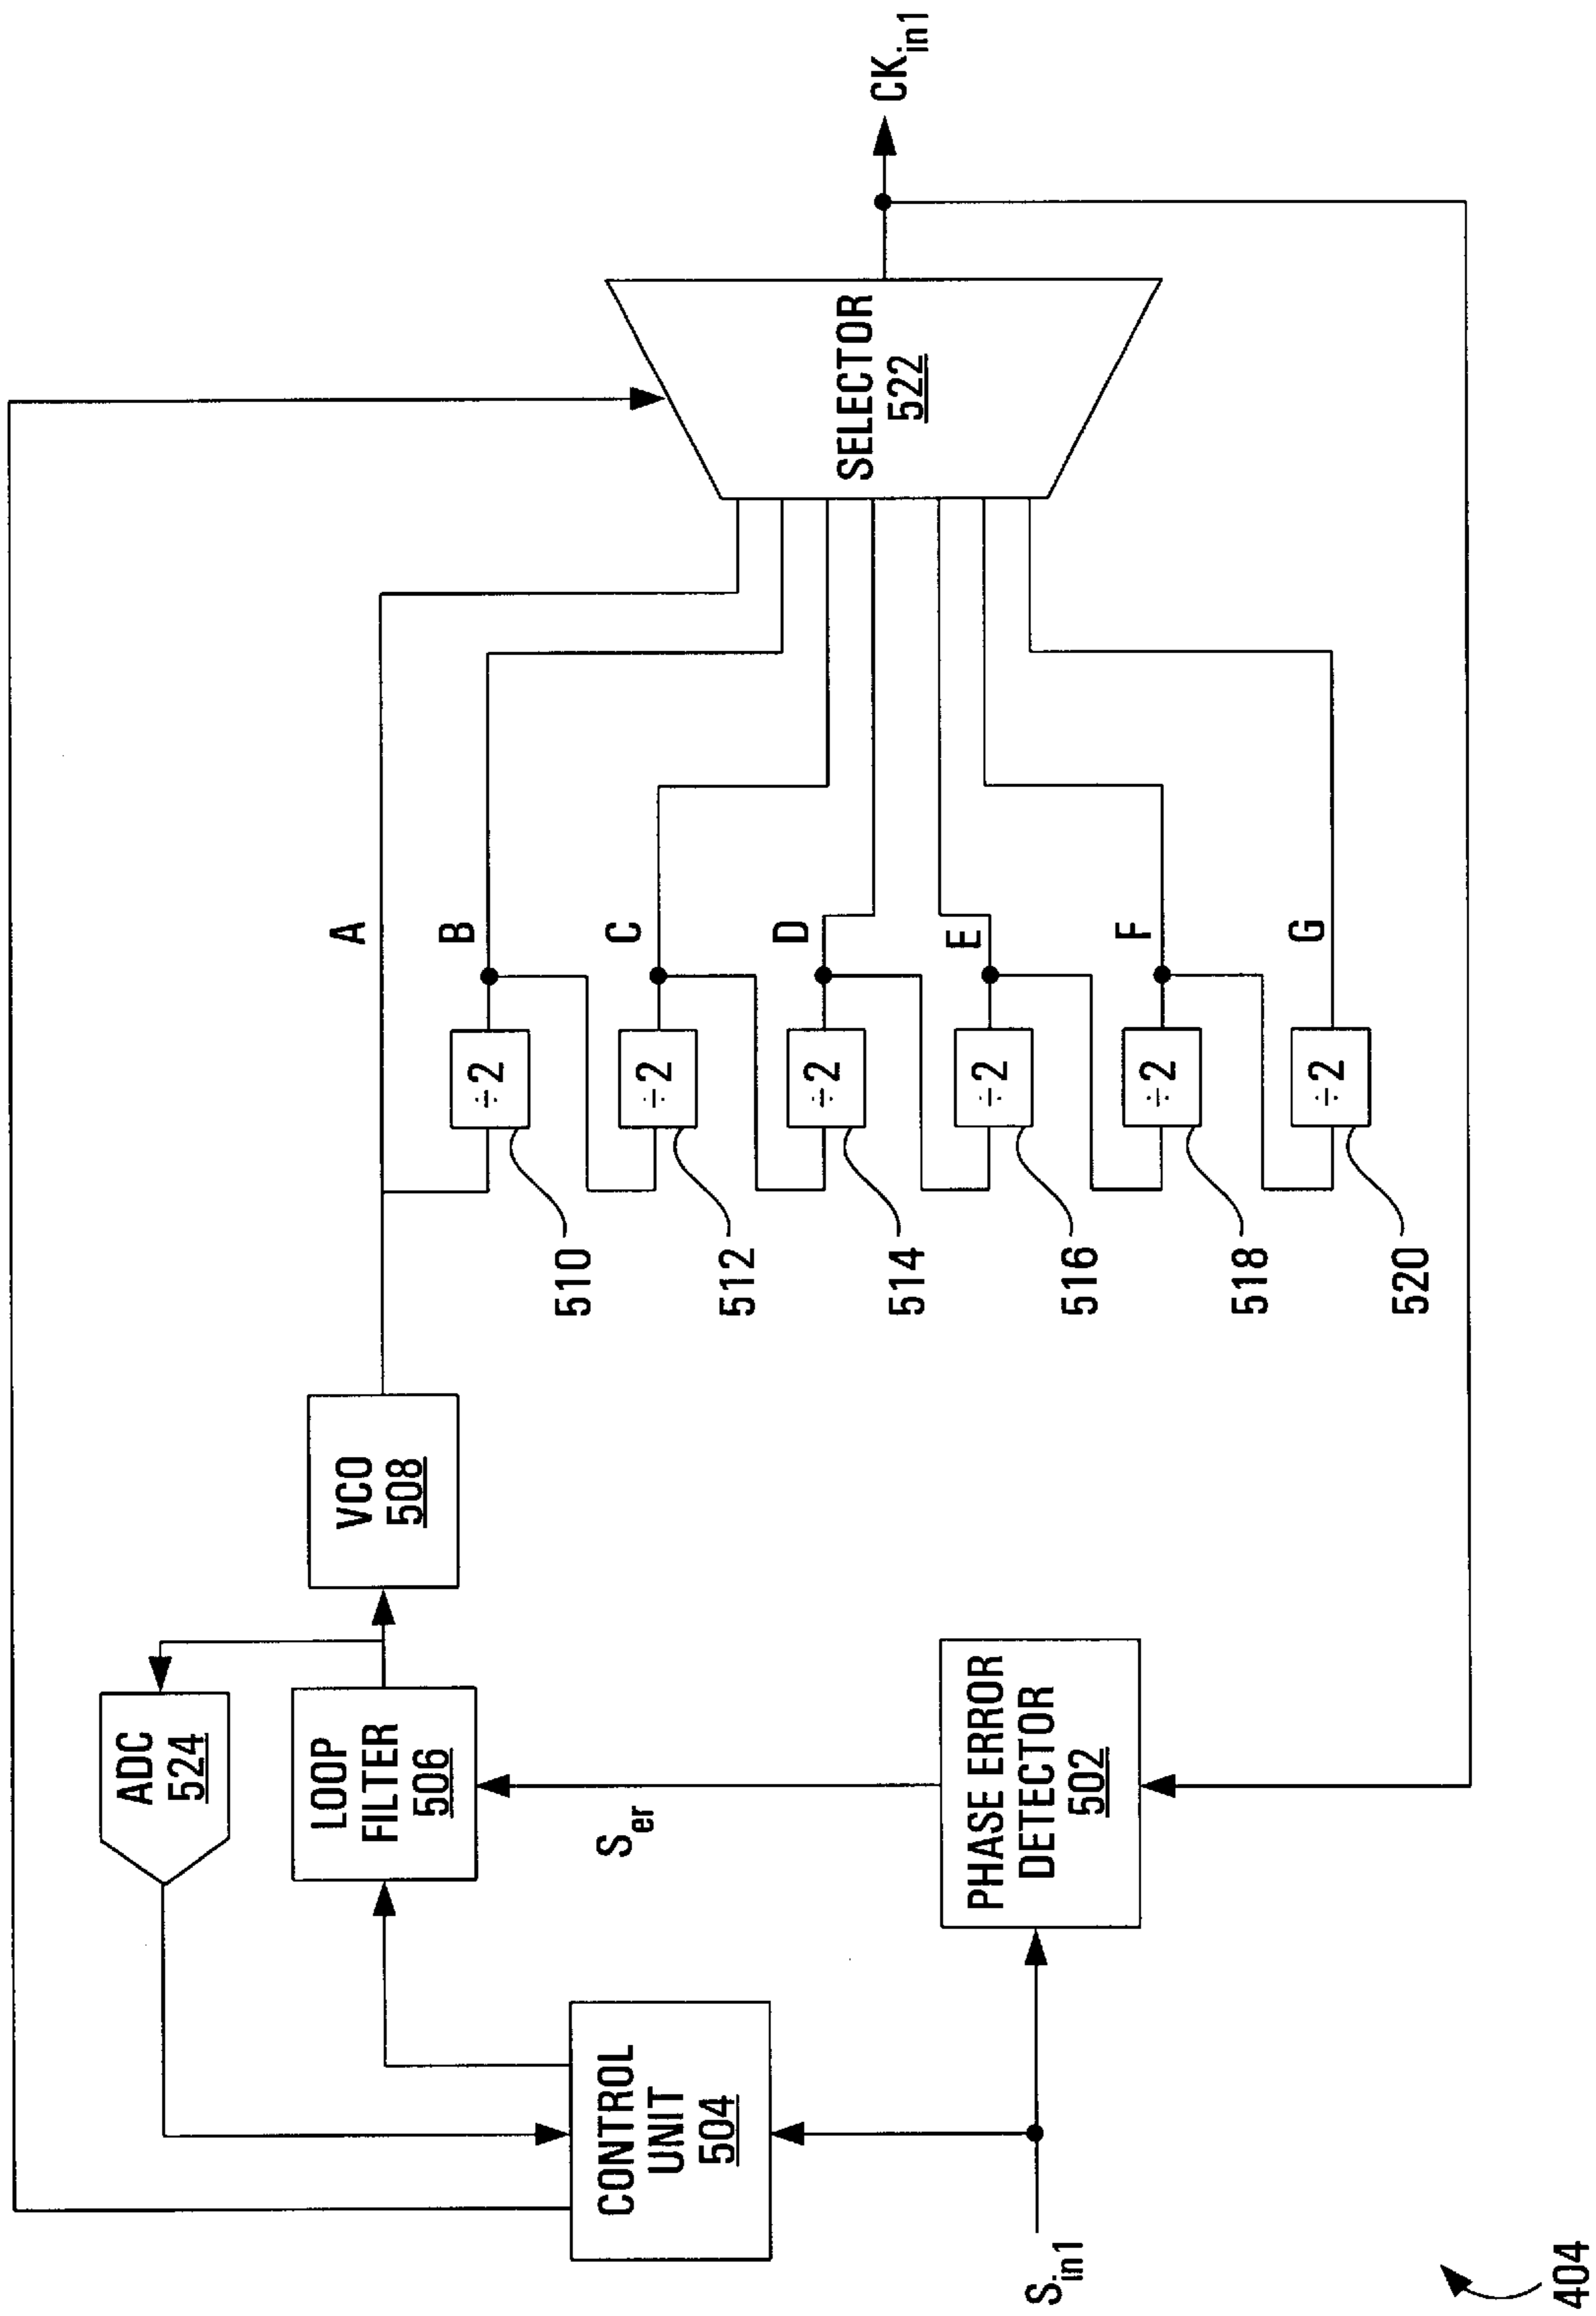 ADC
524
LOOP
FILTER
506
VCO
508
CONTROL
UNIT
504
S_er
PHASE ERROR
DETECTOR
502
S_in1
A
B
÷2
510
C
÷2
512
D
÷2
514
E
÷2
516
F
÷2
518
G
÷2
520
SELECTOR
522
CK_in1
404